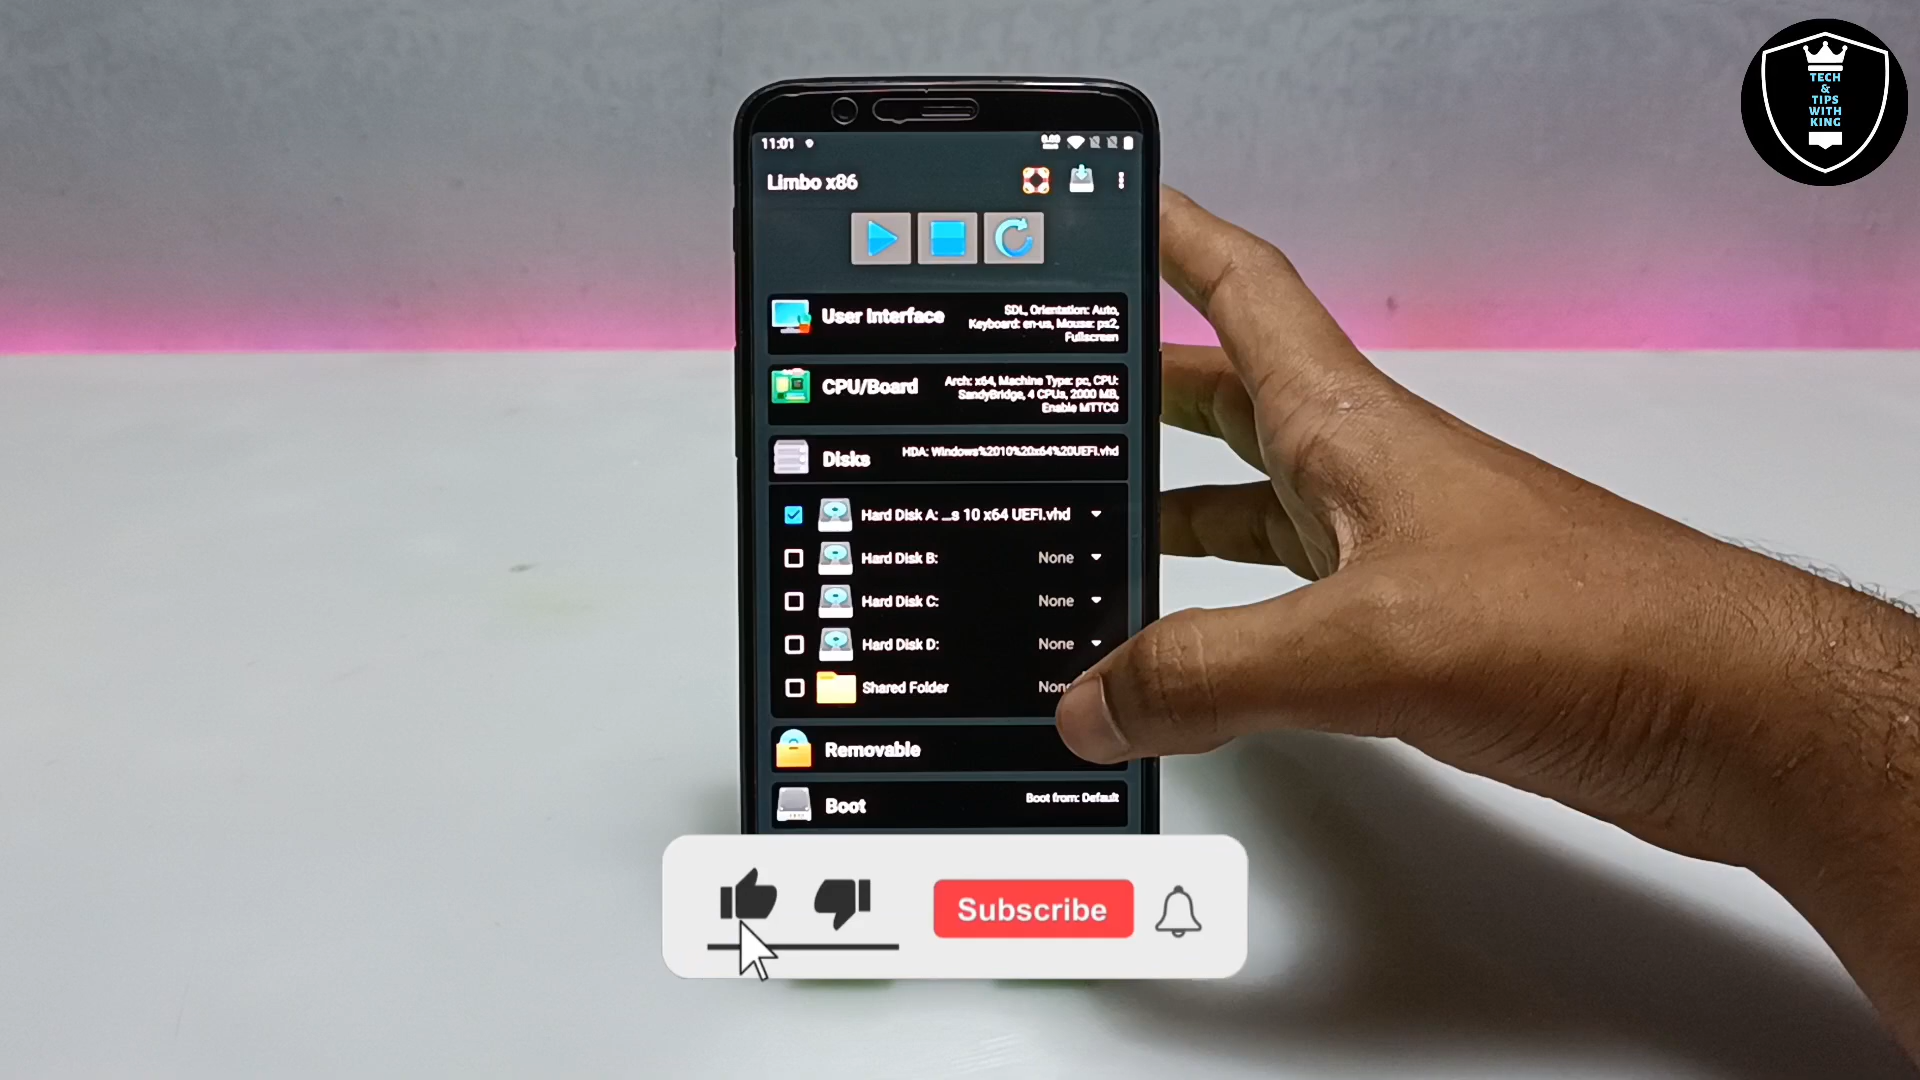 TECH
&
TIPS
WITH
KING
11:01
Limbo x86
User Interface
SDL, Orientation: Auto,
Keyboard: en-us, Mouse: ps2,
Fullscreen
CPU/Board
Arch: x64, Machine Type: pc, CPU:
SandyBridge, 4 CPUs, 2000 MB,
Enable MTTCG
Disks
HDA: Windows%2010%20x64%20UEFI.vhd
Hard Disk A: ...s 10 x64 UEFI.vhd
Hard Disk B: None
Hard Disk C: None
Hard Disk D: None
Shared Folder None
Removable
Boot
Boot from: Default
Subscribe